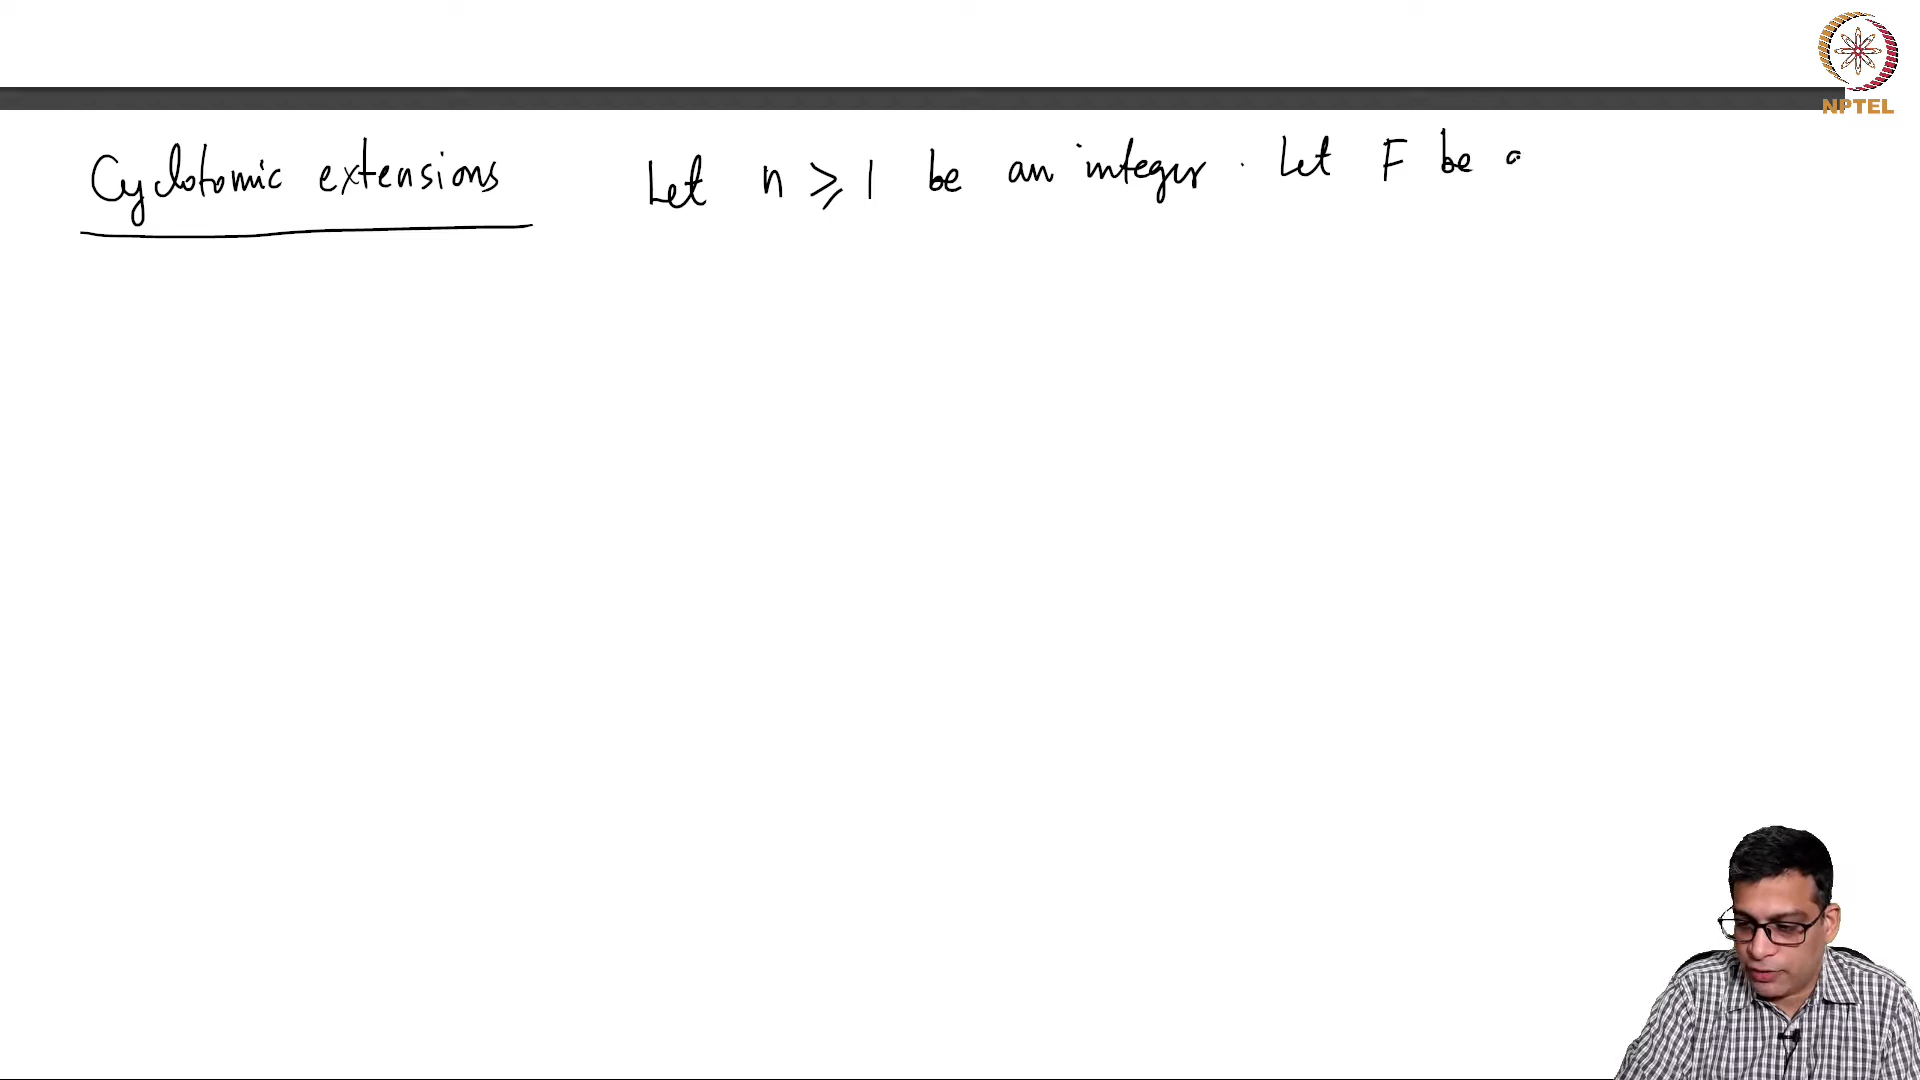 NPTEL
Cyclotomic extensions Let n ≥ 1 be an integer. Let F be a